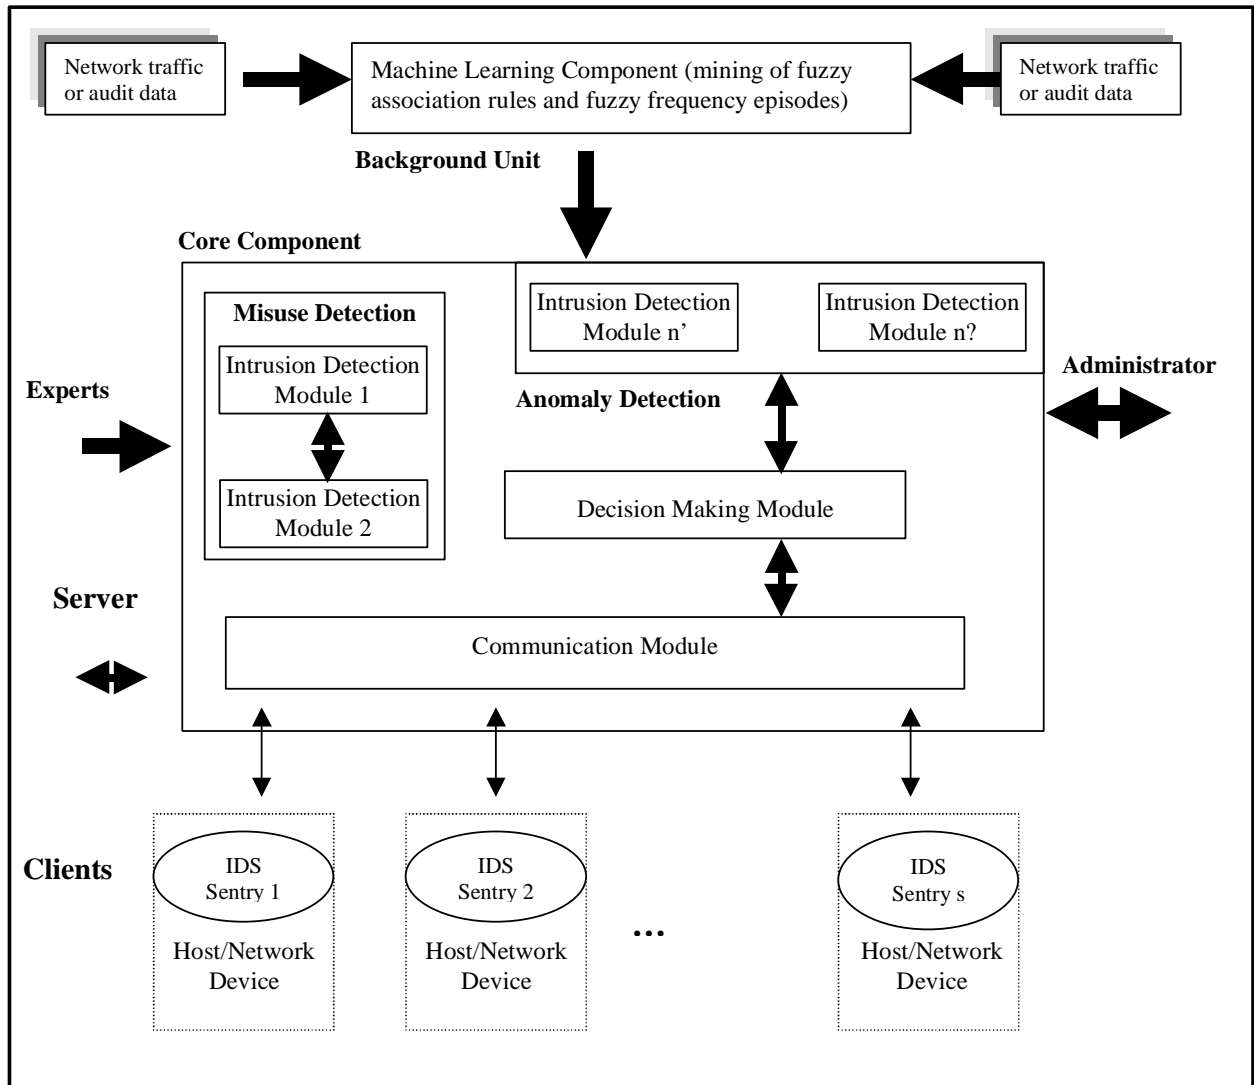 Network traffic
or audit data
Machine Learning Component (mining of fuzzy
association rules and fuzzy frequency episodes)
Network traffic
or audit data
Background Unit
Core Component
Misuse Detection
Intrusion Detection
Module 1
Intrusion Detection
Module 2
Intrusion Detection
Module n’
Intrusion Detection
Module n?
Anomaly Detection
Experts
Administrator
Decision Making Module
Server
Communication Module
Clients
IDS
Sentry 1
Host/Network
Device
IDS
Sentry 2
Host/Network
Device
...
IDS
Sentry s
Host/Network
Device